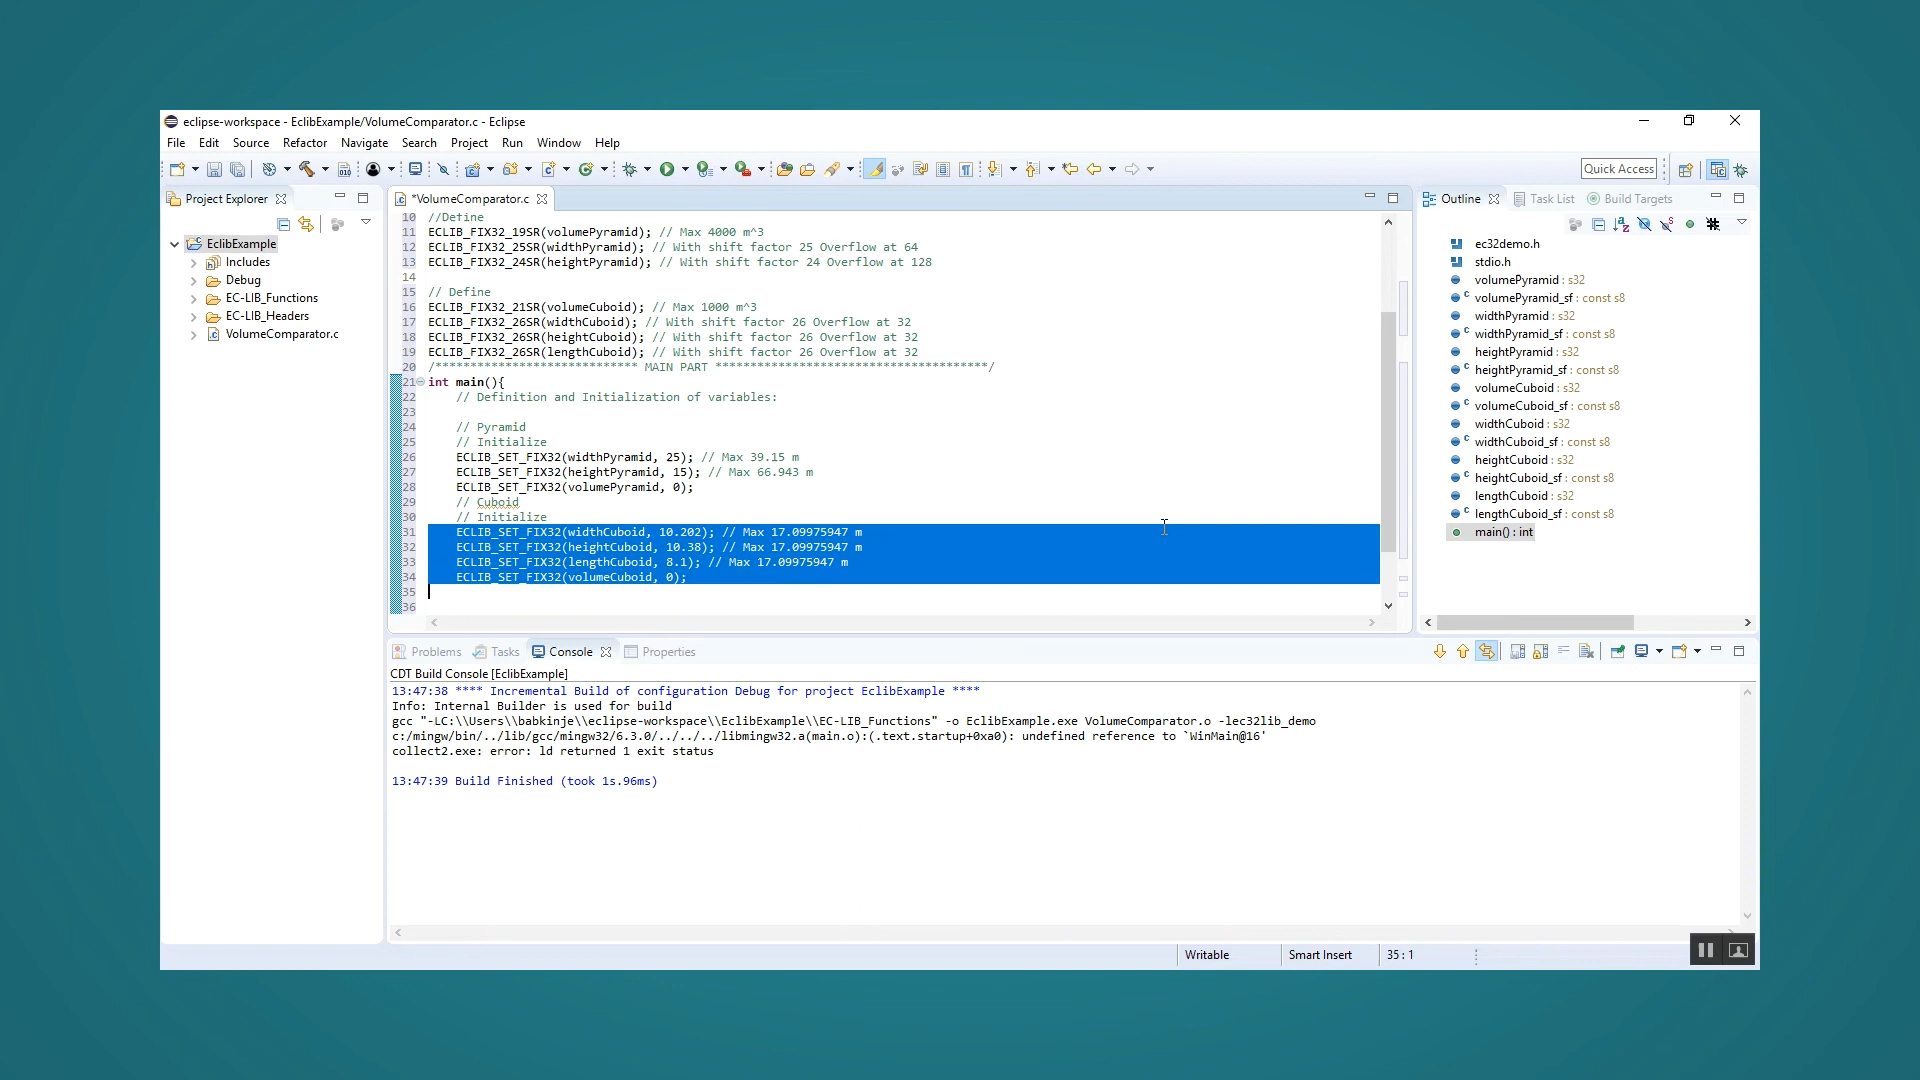 eclipse-workspace - EclibExample/VolumeComparator.c - Eclipse
File Edit Source Refactor Navigate Search Project Run Window Help
Quick Access
Project Explorer
EclibExample
Includes
Debug
EC-LIB_Functions
EC-LIB_Headers
VolumeComparator.c
*VolumeComparator.c
10 //Define
11 ECLIB_FIX32_19SR(volumePyramid); // Max 4000 m^3
12 ECLIB_FIX32_25SR(widthPyramid); // With shift factor 25 Overflow at 64
13 ECLIB_FIX32_24SR(heightPyramid); // With shift factor 24 Overflow at 128
14
15 // Define
16 ECLIB_FIX32_21SR(volumeCuboid); // Max 1000 m^3
17 ECLIB_FIX32_26SR(widthCuboid); // With shift factor 26 Overflow at 32
18 ECLIB_FIX32_26SR(heightCuboid); // With shift factor 26 Overflow at 32
19 ECLIB_FIX32_26SR(lengthCuboid); // With shift factor 26 Overflow at 32
20 /***************************** MAIN PART ***************************************/
21 int main(){
22 // Definition and Initialization of variables:
23
24 // Pyramid
25 // Initialize
26 ECLIB_SET_FIX32(widthPyramid, 25); // Max 39.15 m
27 ECLIB_SET_FIX32(heightPyramid, 15); // Max 66.943 m
28 ECLIB_SET_FIX32(volumePyramid, 0);
29 // Cuboid
30 // Initialize
31 ECLIB_SET_FIX32(widthCuboid, 10.202); // Max 17.09975947 m
32 ECLIB_SET_FIX32(heightCuboid, 10.38); // Max 17.09975947 m
33 ECLIB_SET_FIX32(lengthCuboid, 8.1); // Max 17.09975947 m
34 ECLIB_SET_FIX32(volumeCuboid, 0);
35
36
Outline Task List Build Targets
ec32demo.h
stdio.h
volumePyramid : s32
volumePyramid_sf : const s8
widthPyramid : s32
widthPyramid_sf : const s8
heightPyramid : s32
heightPyramid_sf : const s8
volumeCuboid : s32
volumeCuboid_sf : const s8
widthCuboid : s32
widthCuboid_sf : const s8
heightCuboid : s32
heightCuboid_sf : const s8
lengthCuboid : s32
lengthCuboid_sf : const s8
main() : int
Problems Tasks Console Properties
CDT Build Console [EclibExample]
13:47:38 **** Incremental Build of configuration Debug for project EclibExample ****
Info: Internal Builder is used for build
gcc "-LC:\\Users\\babkinje\\eclipse-workspace\\EclibExample\\EC-LIB_Functions" -o EclibExample.exe VolumeComparator.o -lec32lib_demo
c:/mingw/bin/../lib/gcc/mingw32/6.3.0/../../../libmingw32.a(main.o):(.text.startup+0xa0): undefined reference to `WinMain@16'
collect2.exe: error: ld returned 1 exit status
13:47:39 Build Finished (took 1s.96ms)
Writable Smart Insert 35 : 1